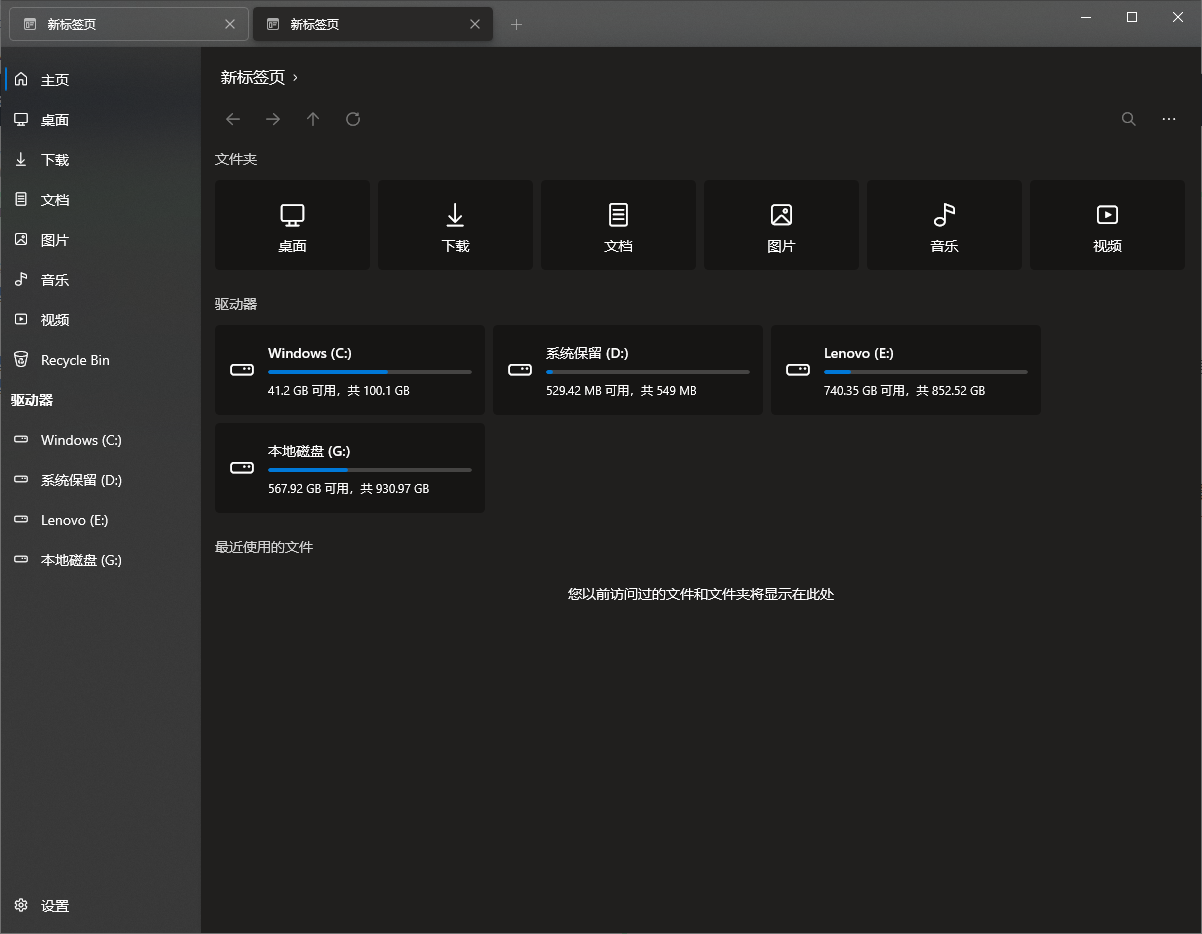 新标签页
新标签页
主页
桌面
下载
文档
图片
音乐
视频
Recycle Bin
驱动器
Windows (C:)
系统保留 (D:)
Lenovo (E:)
本地磁盘 (G:)
设置
新标签页
文件夹
桌面
下载
文档
图片
音乐
视频
驱动器
Windows (C:)
41.2 GB 可用，共 100.1 GB
系统保留 (D:)
529.42 MB 可用，共 549 MB
Lenovo (E:)
740.35 GB 可用，共 852.52 GB
本地磁盘 (G:)
567.92 GB 可用，共 930.97 GB
最近使用的文件
您以前访问过的文件和文件夹将显示在此处